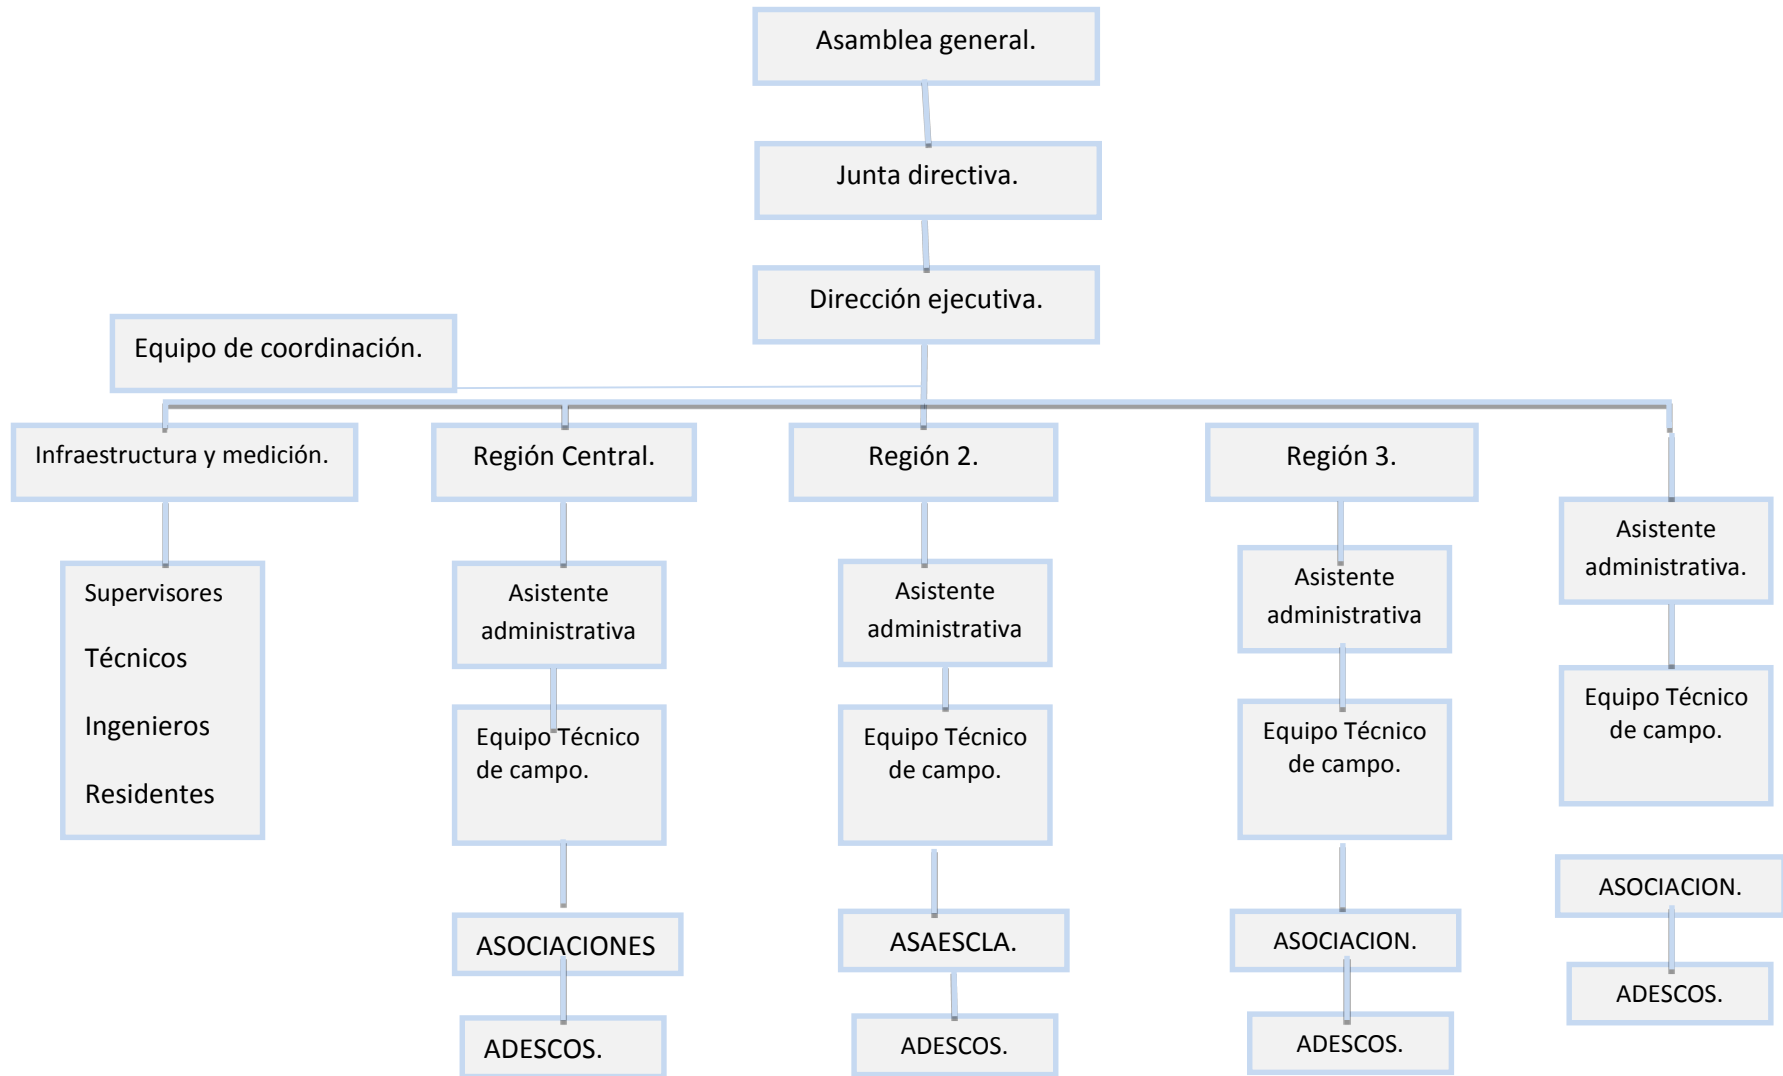 Asamblea general.
Junta directiva.
Dirección ejecutiva.
Equipo de coordinación.
Infraestructura y medición.
Región Central.
Región 2.
Región 3.
Supervisores
Técnicos
Ingenieros
Residentes
Asistente
administrativa
Equipo Técnico
de campo.
ASOCIACIONES
ADESCOS.
Asistente
administrativa
Equipo Técnico
de campo.
ASAESCLA.
ADESCOS.
Asistente
administrativa
Equipo Técnico
de campo.
ASOCIACION.
ADESCOS.
Asistente
administrativa.
Equipo Técnico
de campo.
ASOCIACION.
ADESCOS.